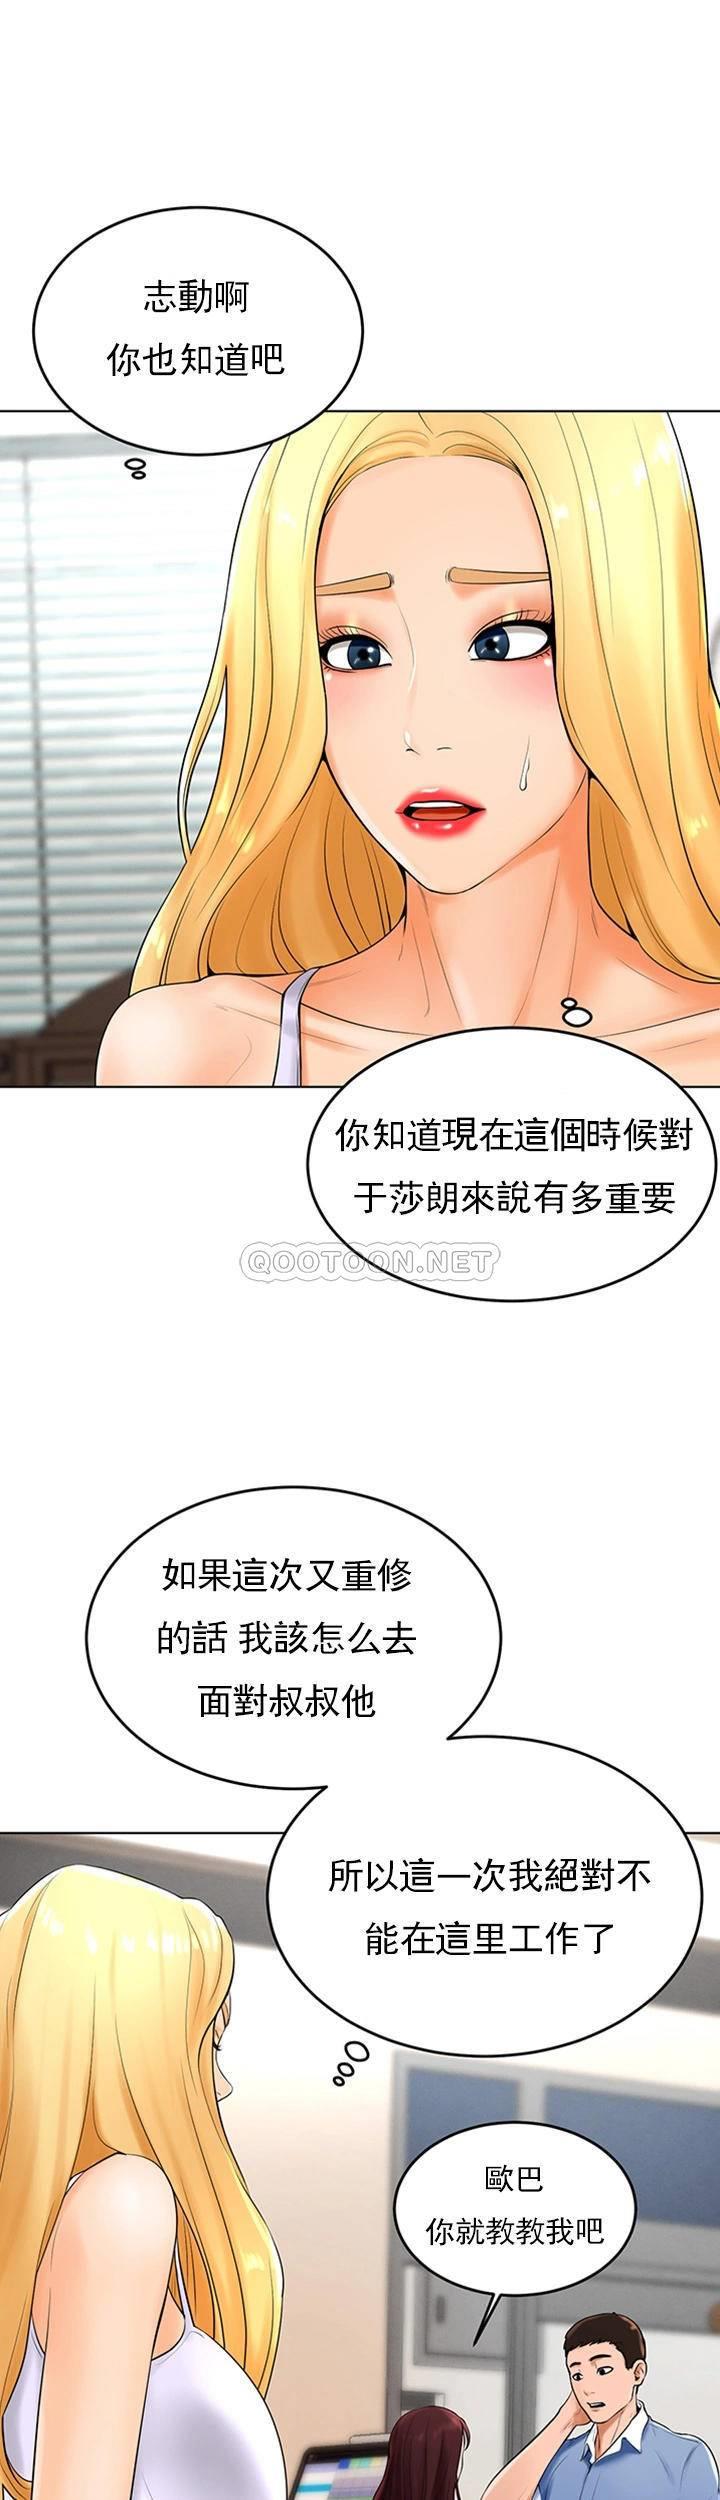 志動啊
你也知道吧
你知道現在這個時候對
于莎朗來說有多重要
QOOTOON.NET
如果這次又重修
的話 我該怎么去
面對叔叔他
所以這一次我絕對不
能在這里工作了
歐巴
你就教教我吧